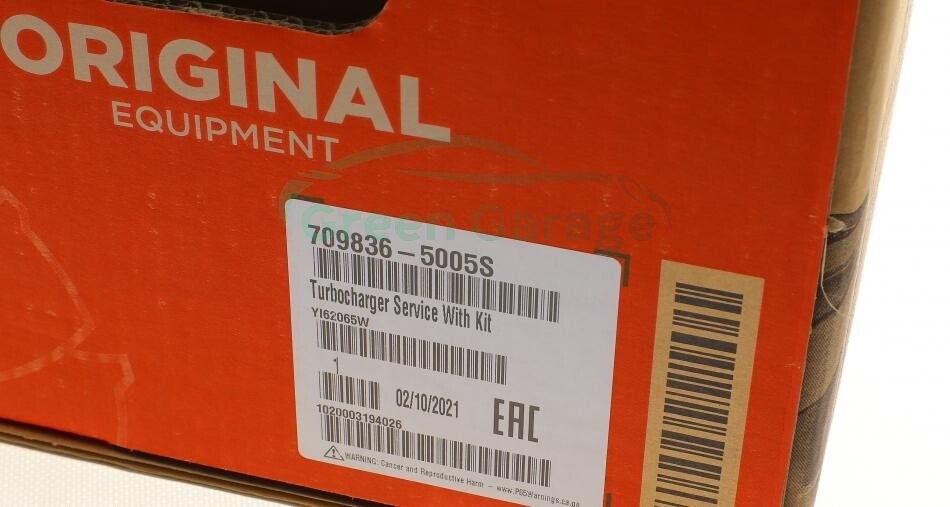 ORIGINAL
EQUIPMENT
Green Garage
709836-5005S
Turbocharger Service With Kit
YI62065W
1
02/10/2021
EAC
1020003194026
WARNING: Cancer and Reproductive Harm - www.P65Warnings.ca.gov